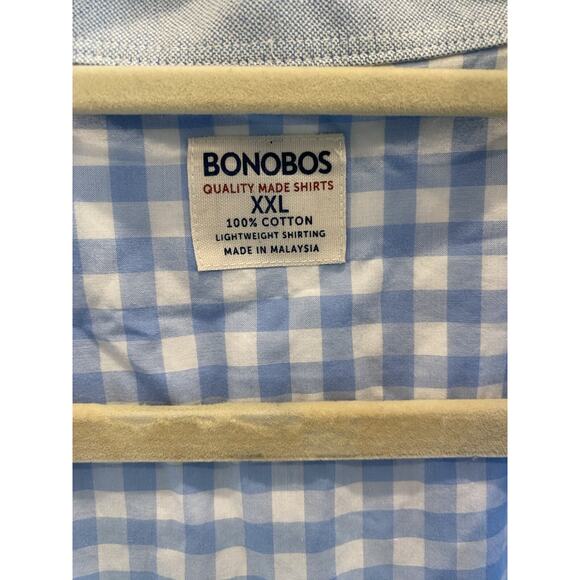 BONOBOS
QUALITY MADE SHIRTS
XXL
100% COTTON
LIGHTWEIGHT SHIRTING
MADE IN MALAYSIA